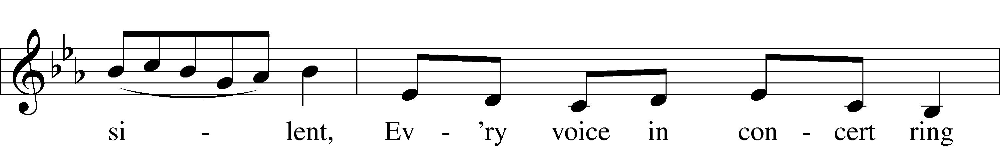 si - lent, Ev - ’ry voice in con - cert ring